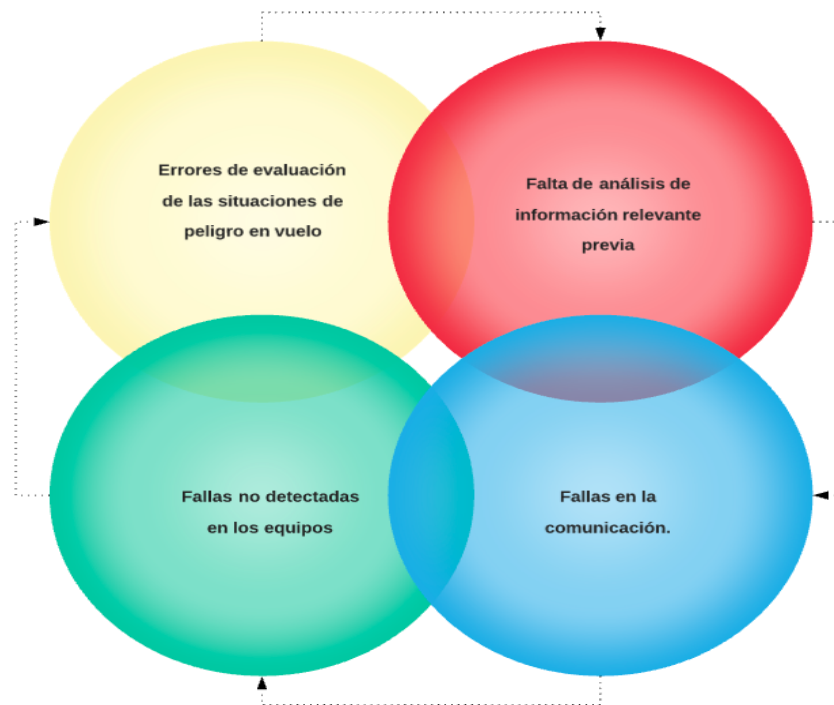 Errores de evaluación
de las situaciones de
peligro en vuelo
Falta de análisis de
información relevante
previa
Fallas no detectadas
en los equipos
Fallas en la
comunicación.